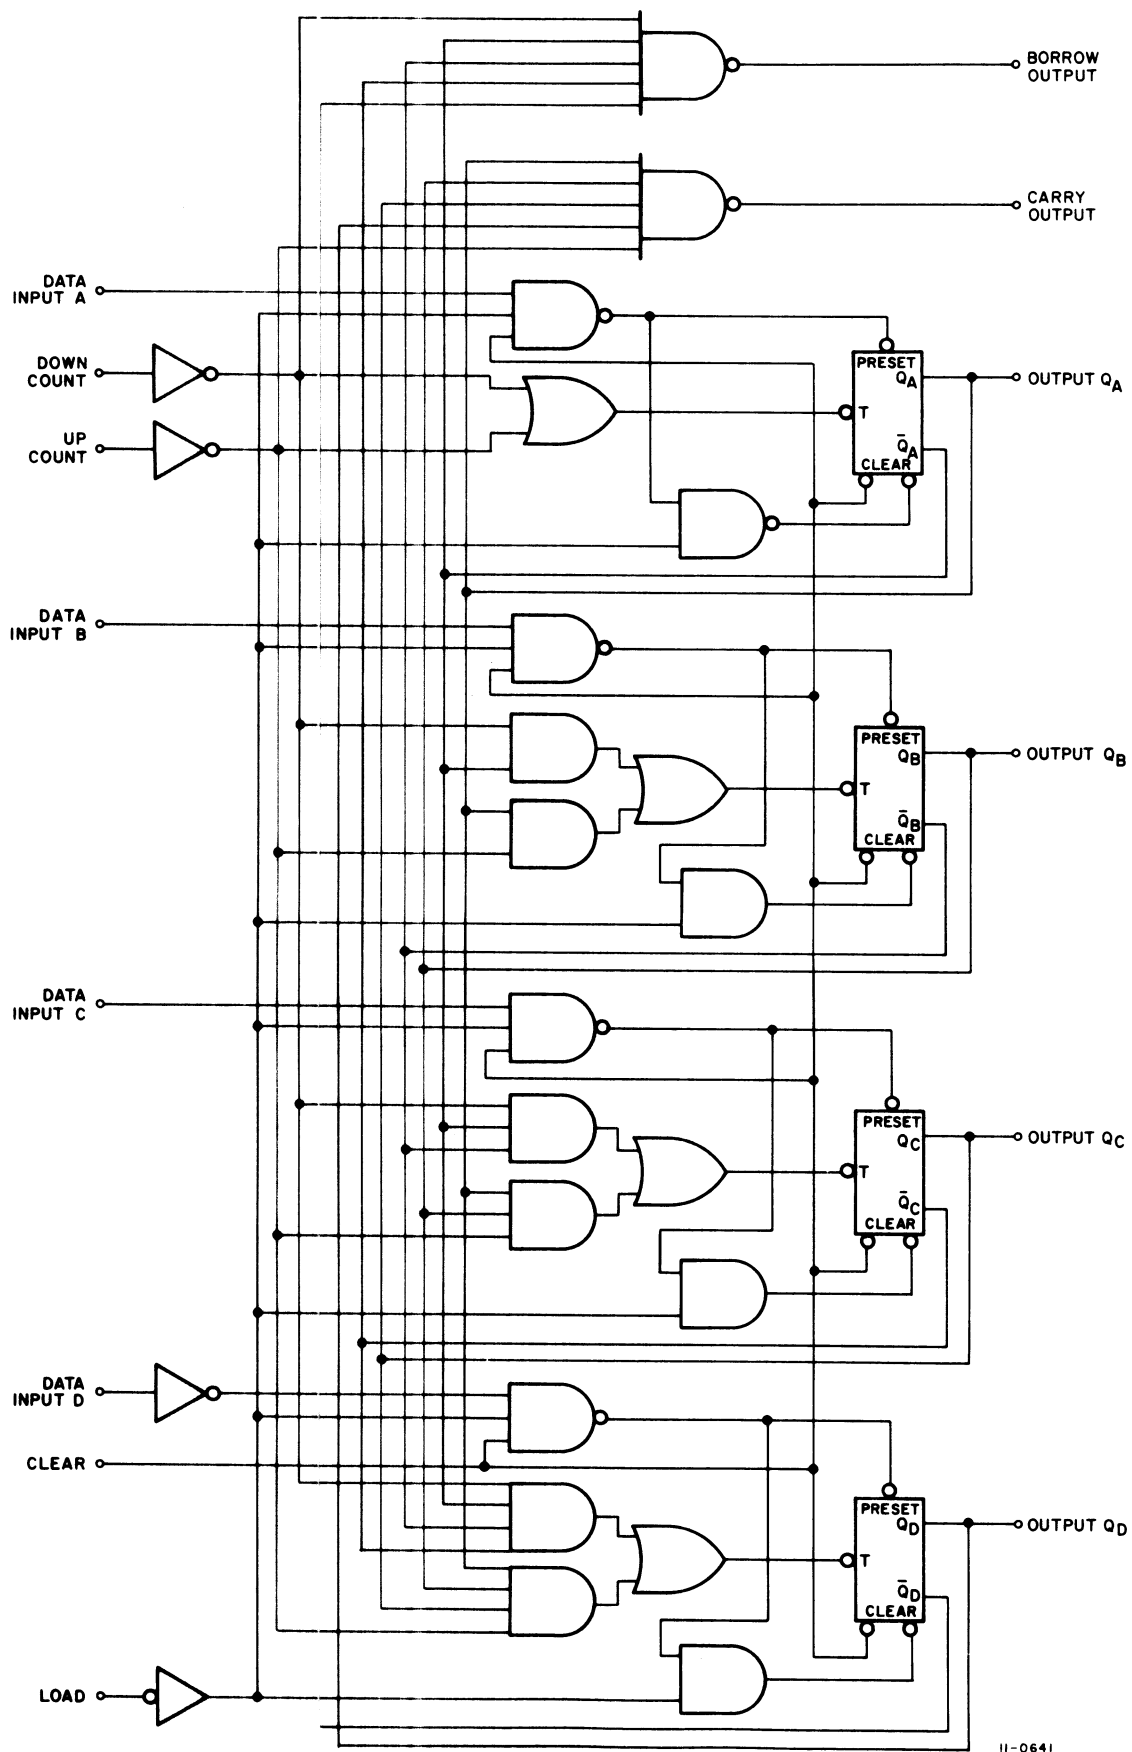 BORROW
OUTPUT
CARRY
OUTPUT
DATA
INPUT A
DOWN
COUNT
UP
COUNT
PRESET
QA
T
Q̅A
CLEAR
OUTPUT QA
DATA
INPUT B
PRESET
QB
T
Q̅B
CLEAR
OUTPUT QB
DATA
INPUT C
PRESET
QC
T
Q̅C
CLEAR
OUTPUT QC
DATA
INPUT D
CLEAR
PRESET
QD
T
Q̅D
CLEAR
OUTPUT QD
LOAD
11-0641